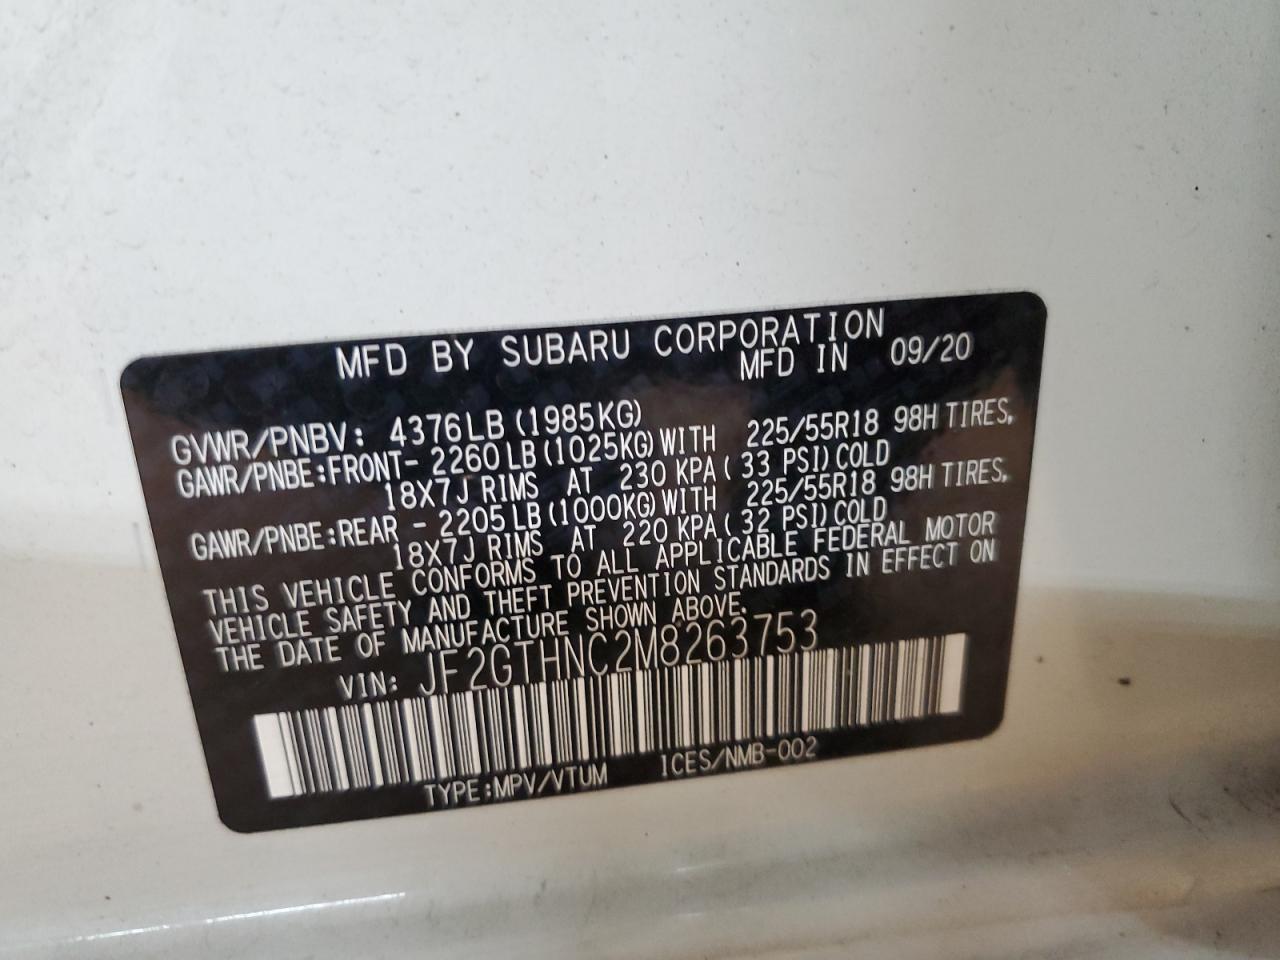 MFD BY SUBARU CORPORATION
MFD IN 09/20
GVWR/PNBV: 4376LB (1985KG)
GAWR/PNBE:FRONT- 2260LB (1025KG) WITH 225/55R18 98H TIRES,
18X7J RIMS AT 230 KPA( 33 PSI) COLD
GAWR/PNBE:REAR - 2205LB (1000KG) WITH 225/55R18 98H TIRES,
18X7J RIMS AT 220 KPA( 32 PSI) COLD
THIS VEHICLE CONFORMS TO ALL APPLICABLE FEDERAL MOTOR
VEHICLE SAFETY AND THEFT PREVENTION STANDARDS IN EFFECT ON
THE DATE OF MANUFACTURE SHOWN ABOVE.
VIN: JF2GTHNC2M8263753
TYPE:MPV/VTUM ICES/NMB-002